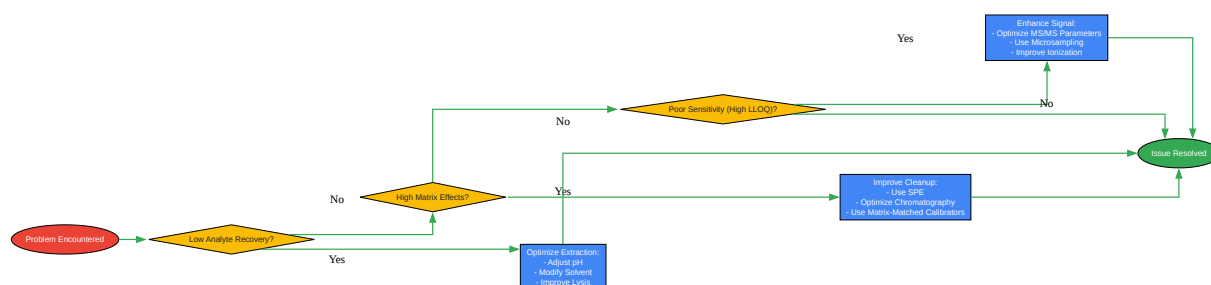 Problem Encountered
Low Analyte Recovery?
Yes
No
Optimize Extraction:
- Adjust pH
- Modify Solvent
- Improve Lysis
High Matrix Effects?
Yes
No
Improve Cleanup:
- Use SPE
- Optimize Chromatography
- Use Matrix-Matched Calibrators
Poor Sensitivity (High LLOQ)?
Yes
No
Enhance Signal:
- Optimize MS/MS Parameters
- Use Microsampling
- Improve Ionization
Issue Resolved